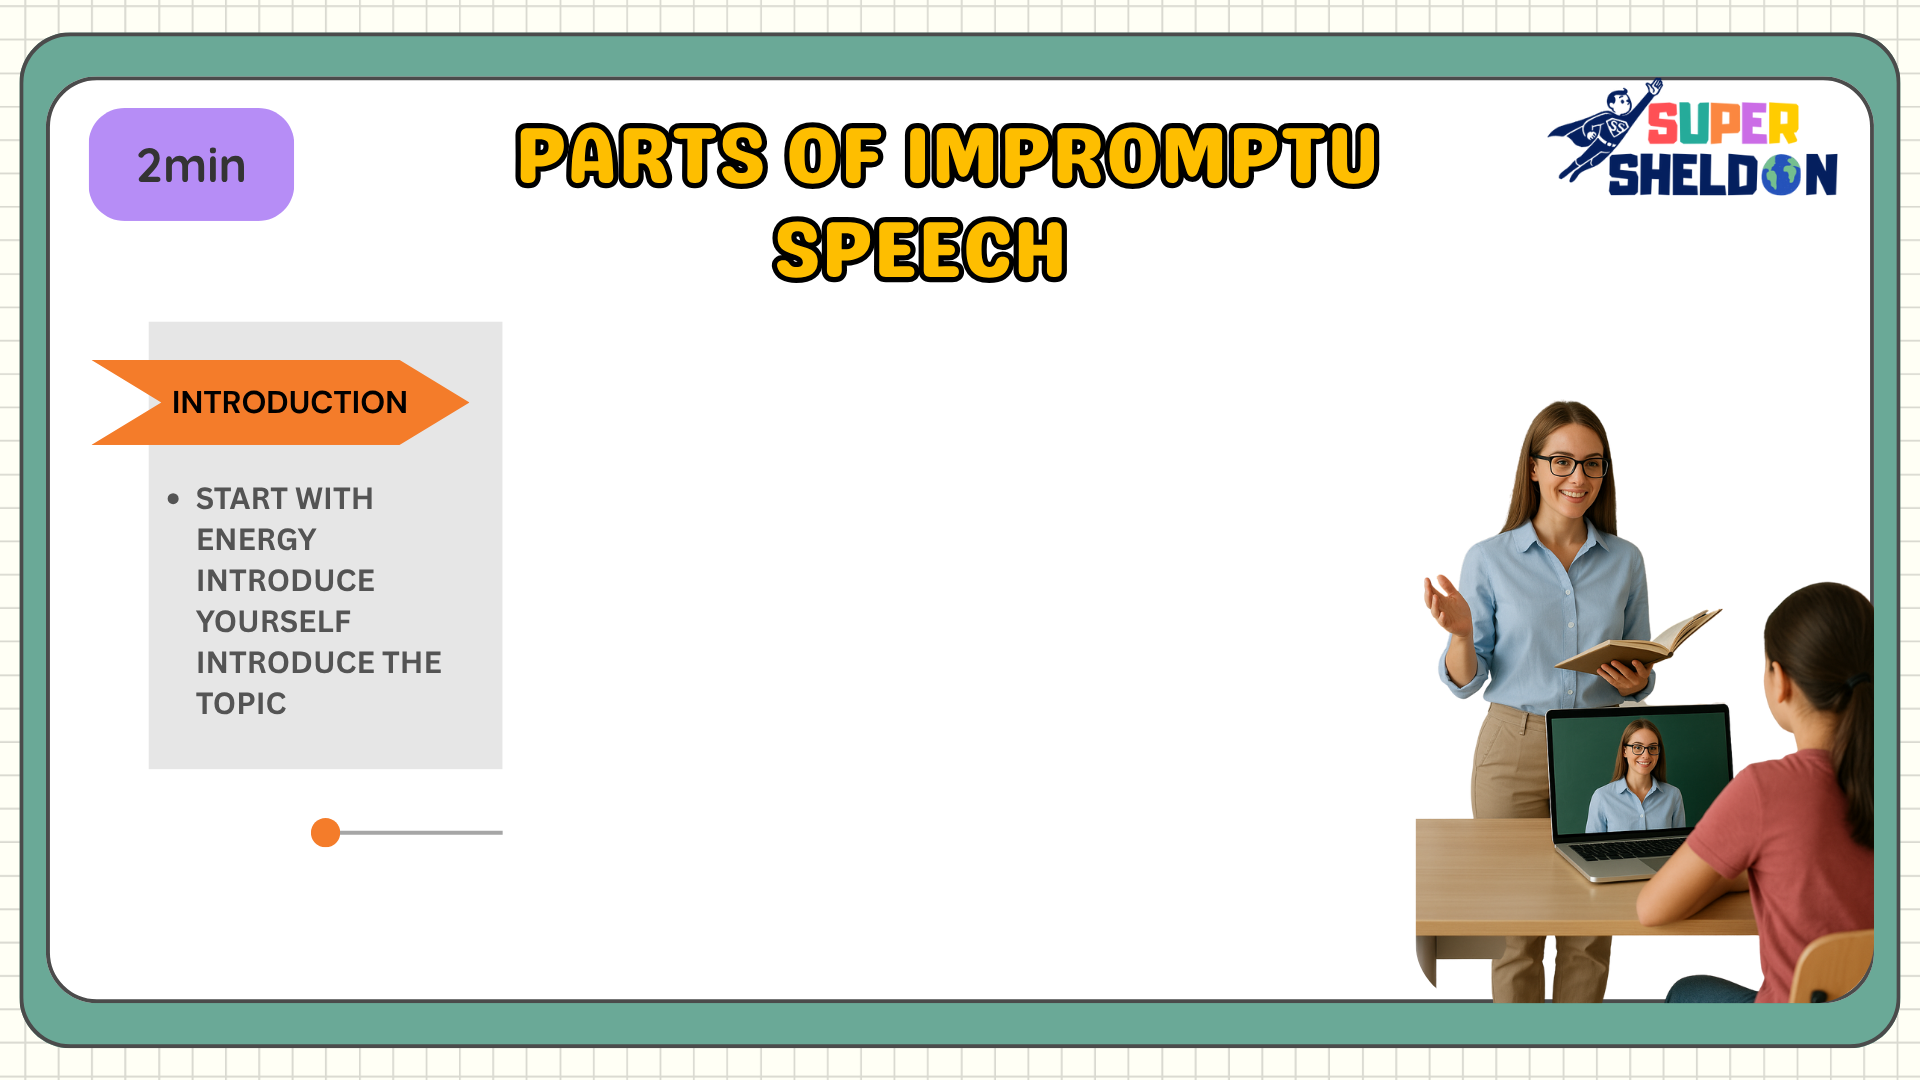 2min
PARTS OF IMPROMPTU
SPEECH
SUPER
SHELDON
INTRODUCTION
• START WITH
ENERGY
INTRODUCE
YOURSELF
INTRODUCE THE
TOPIC